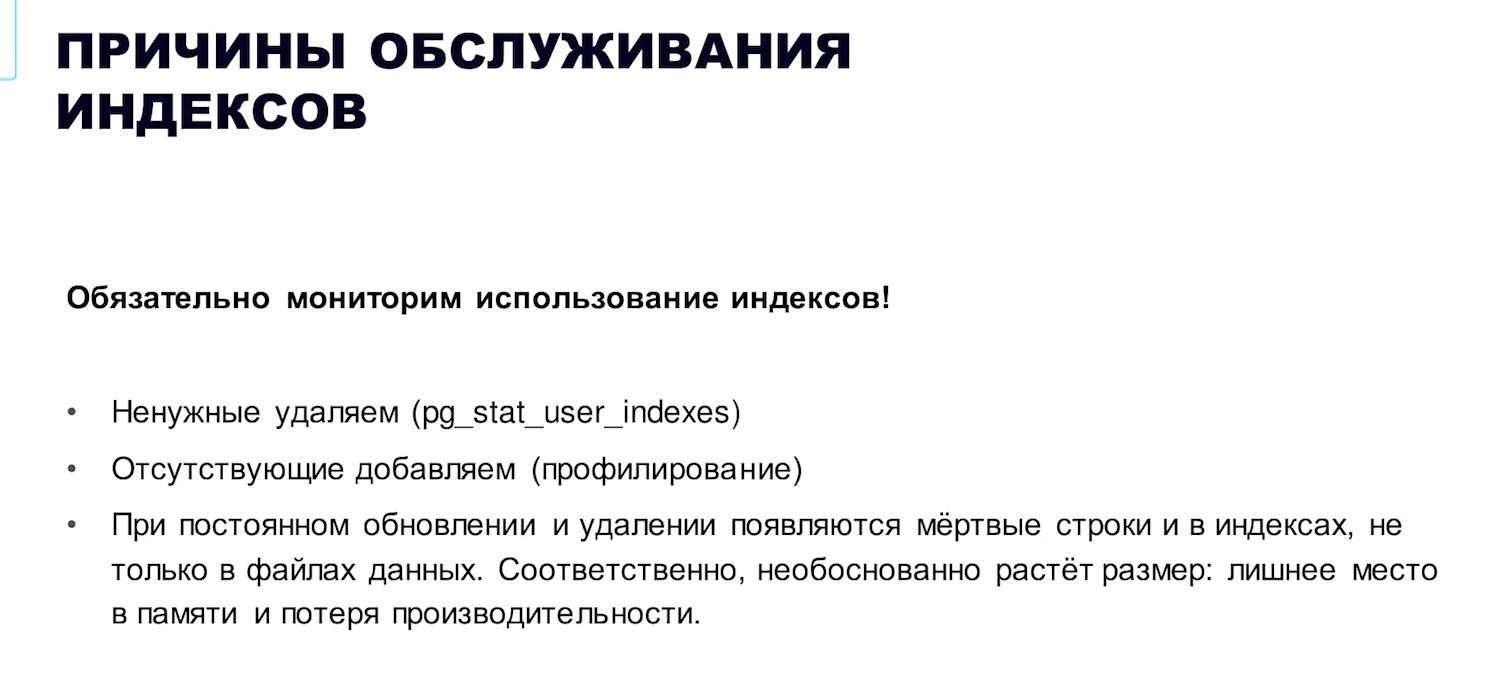 ПРИЧИНЫ ОБСЛУЖИВАНИЯ
ИНДЕКСОВ
Обязательно мониторим использование индексов!
• Ненужные удаляем (pg_stat_user_indexes)
• Отсутствующие добавляем (профилирование)
• При постоянном обновлении и удалении появляются мёртвые строки и в индексах, не
только в файлах данных. Соответственно, необоснованно растёт размер: лишнее место
в памяти и потеря производительности.